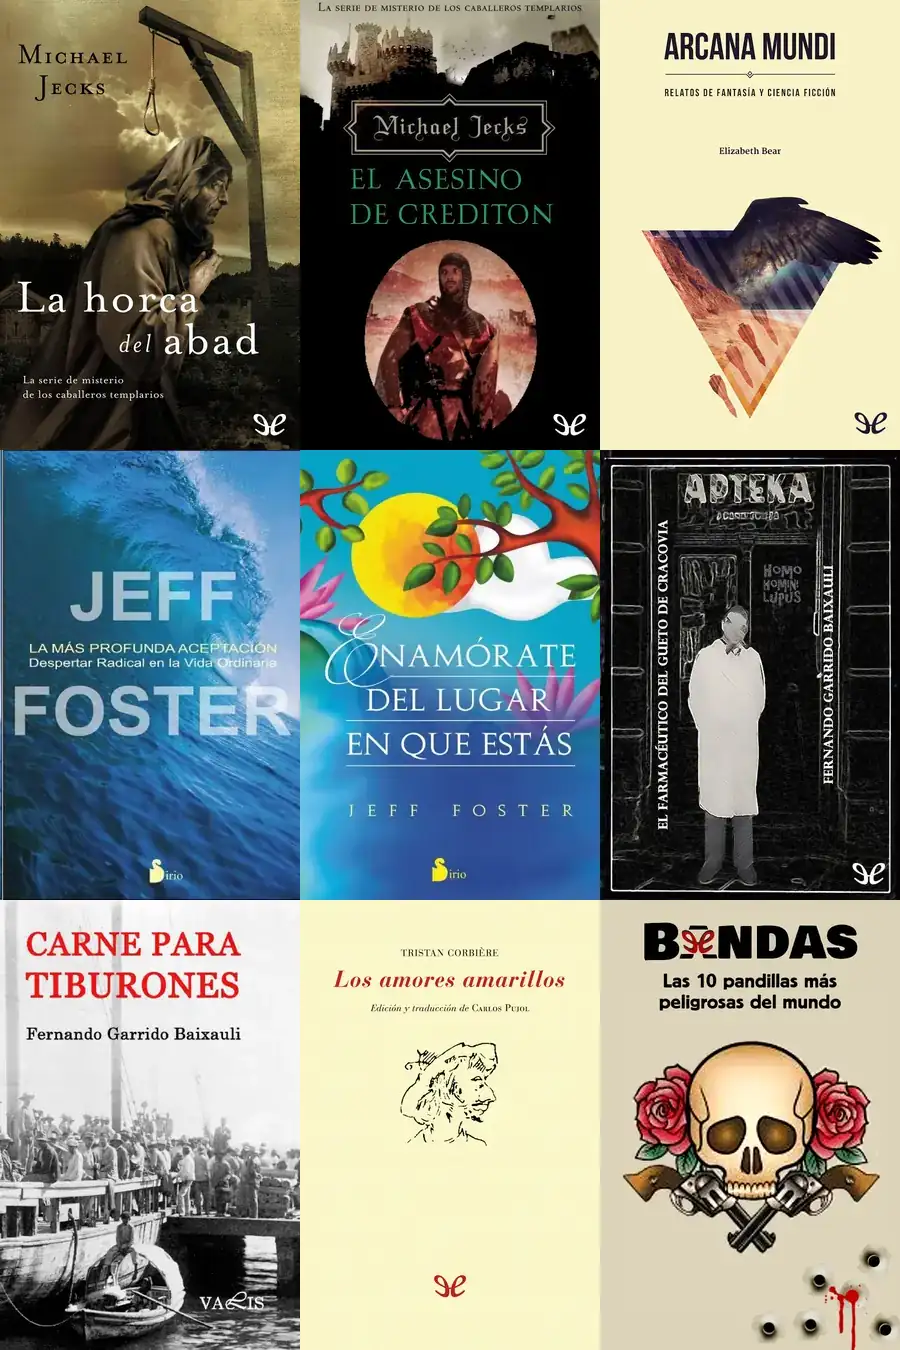 MICHAEL
JECKS
La horca
del abad
La serie de misterio
de los caballeros templarios
LA SERIE DE MISTERIO DE LOS CABALLEROS TEMPLARIOS
Michael Jecks
EL ASESINO
DE CREDITON
ARCANA MUNDI
RELATOS DE FANTASÍA Y CIENCIA FICCIÓN
Elizabeth Bear
JEFF
LA MÁS PROFUNDA ACEPTACIÓN
Despertar Radical en la Vida Ordinaria
FOSTER
Sirio
ENAMÓRATE
DEL LUGAR
EN QUE ESTÁS
JEFF FOSTER
Sirio
APTEKA
HOMO
HOMINI
LUPUS
EL FARMACÉUTICO DEL GUETO DE CRACOVIA
FERNANDO GARRIDO BAIXAULI
CARNE PARA
TIBURONES
Fernando Garrido Baixauli
VALIS
TRISTAN CORBIÈRE
Los amores amarillos
Edición y traducción de CARLOS PUJOL
BANDAS
Las 10 pandillas más
peligrosas del mundo